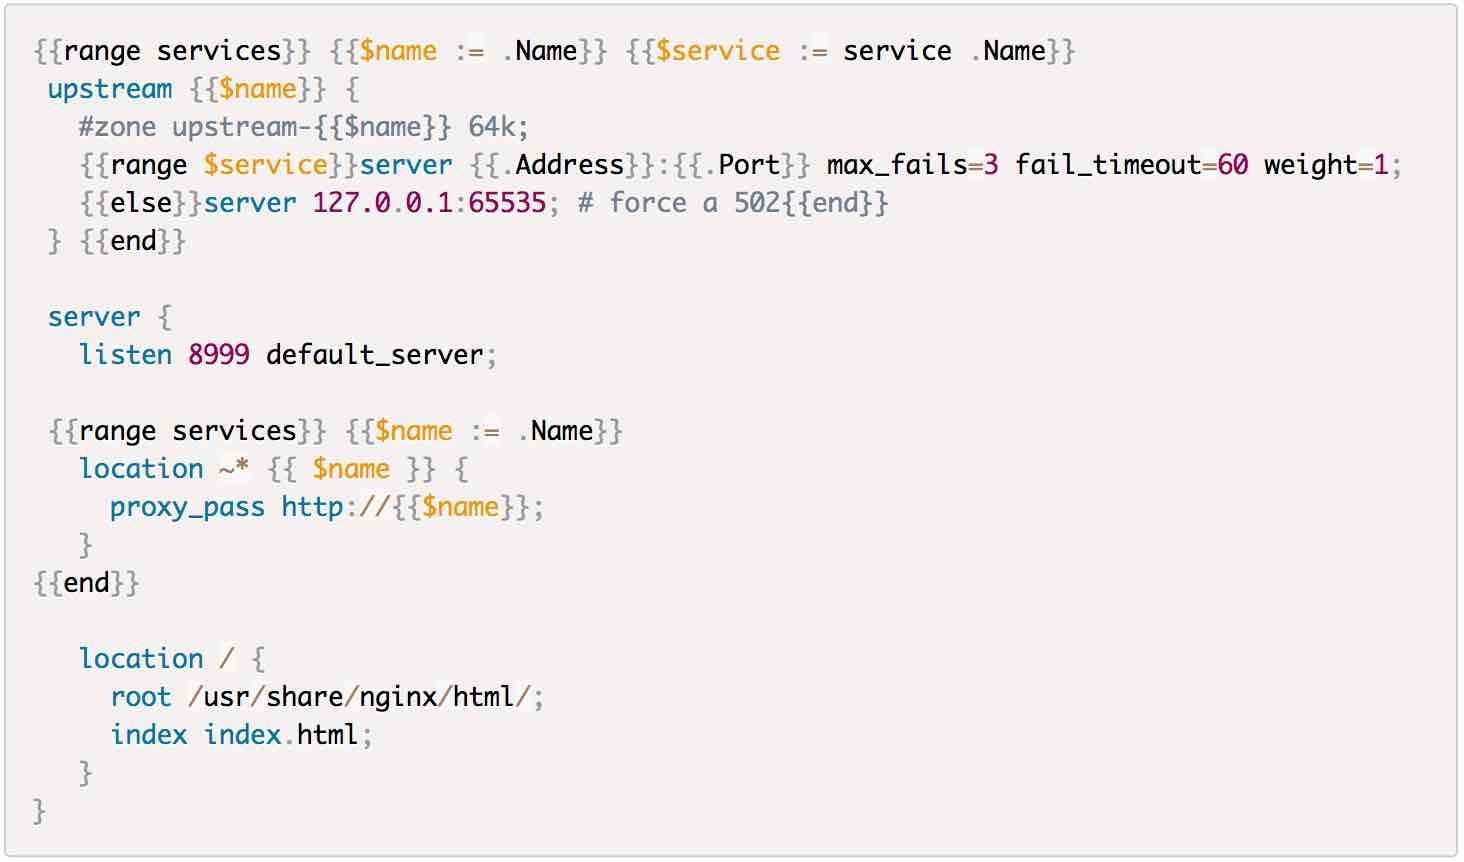 {{range services}} {{$name := .Name}} {{$service := service .Name}}
 upstream {{$name}} {
   #zone upstream-{{$name}} 64k;
   {{range $service}}server {{.Address}}:{{.Port}} max_fails=3 fail_timeout=60 weight=1;
   {{else}}server 127.0.0.1:65535; # force a 502{{end}}
 } {{end}}

 server {
   listen 8999 default_server;

 {{range services}} {{$name := .Name}}
   location ~* {{ $name }} {
     proxy_pass http://{{$name}};
   }
{{end}}

   location / {
     root /usr/share/nginx/html/;
     index index.html;
   }
}